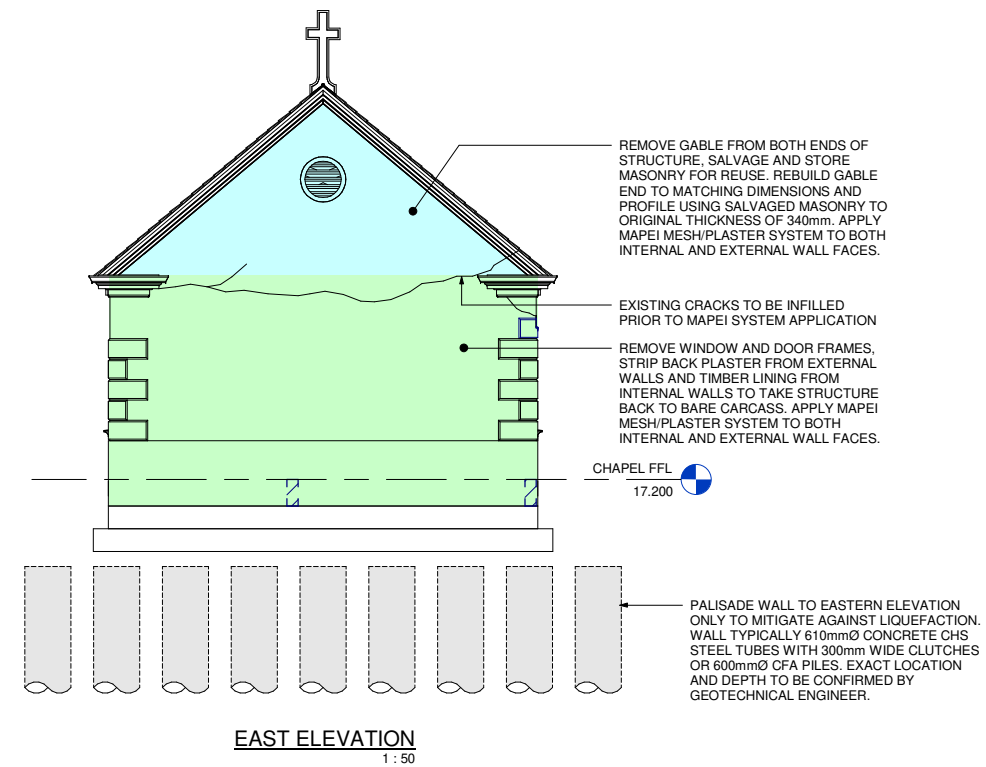 REMOVE GABLE FROM BOTH ENDS OF
STRUCTURE, SALVAGE AND STORE
MASONRY FOR REUSE. REBUILD GABLE
END TO MATCHING DIMENSIONS AND
PROFILE USING SALVAGED MASONRY TO
ORIGINAL THICKNESS OF 340mm. APPLY
MAPEI MESH/PLASTER SYSTEM TO BOTH
INTERNAL AND EXTERNAL WALL FACES.
EXISTING CRACKS TO BE INFILLED
PRIOR TO MAPEI SYSTEM APPLICATION
REMOVE WINDOW AND DOOR FRAMES,
STRIP BACK PLASTER FROM EXTERNAL
WALLS AND TIMBER LINING FROM
INTERNAL WALLS TO TAKE STRUCTURE
BACK TO BARE CARCASS. APPLY MAPEI
MESH/PLASTER SYSTEM TO BOTH
INTERNAL AND EXTERNAL WALL FACES.
CHAPEL FFL
17.200
PALISADE WALL TO EASTERN ELEVATION
ONLY TO MITIGATE AGAINST LIQUEFACTION.
WALL TYPICALLY 610mmØ CONCRETE CHS
STEEL TUBES WITH 300mm WIDE CLUTCHES
OR 600mmØ CFA PILES. EXACT LOCATION
AND DEPTH TO BE CONFIRMED BY
GEOTECHNICAL ENGINEER.
EAST ELEVATION
1 : 50